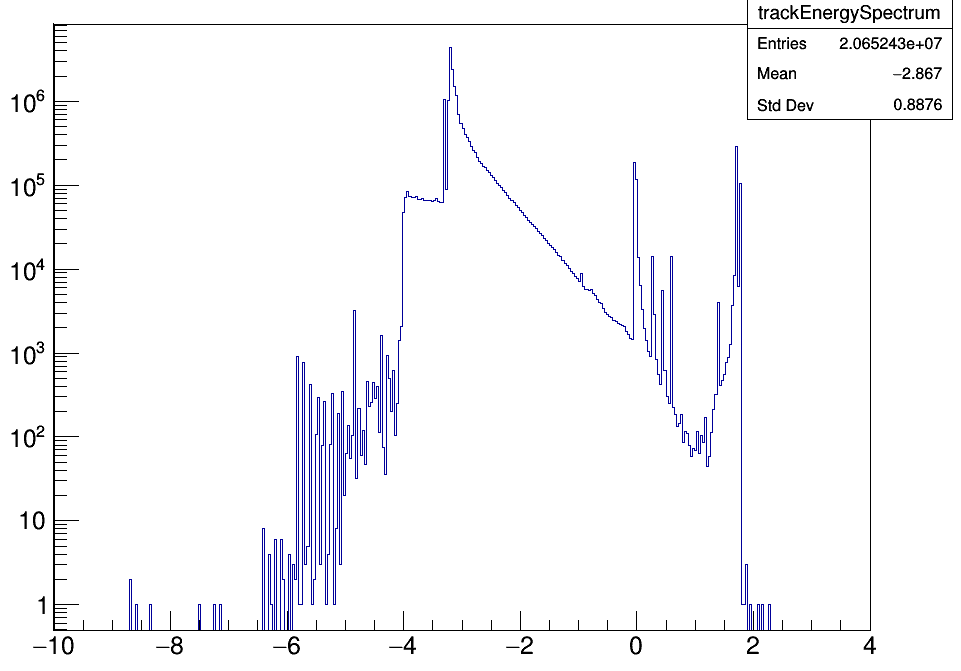 trackEnergySpectrum
Entries 2.065243e+07
Mean −2.867
Std Dev 0.8876
10⁶
10⁵
10⁴
10³
10²
10
1
−10 −8 −6 −4 −2 0 2 4